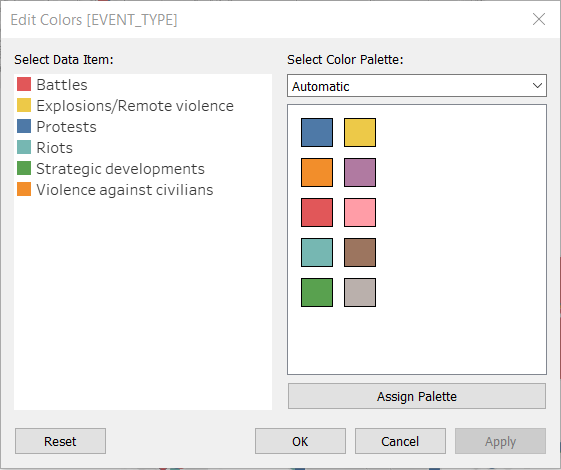 Edit Colors [EVENT_TYPE]
Select Data Item:
Battles
Explosions/Remote violence
Protests
Riots
Strategic developments
Violence against civilians
Select Color Palette:
Automatic
Assign Palette
Reset
OK
Cancel
Apply